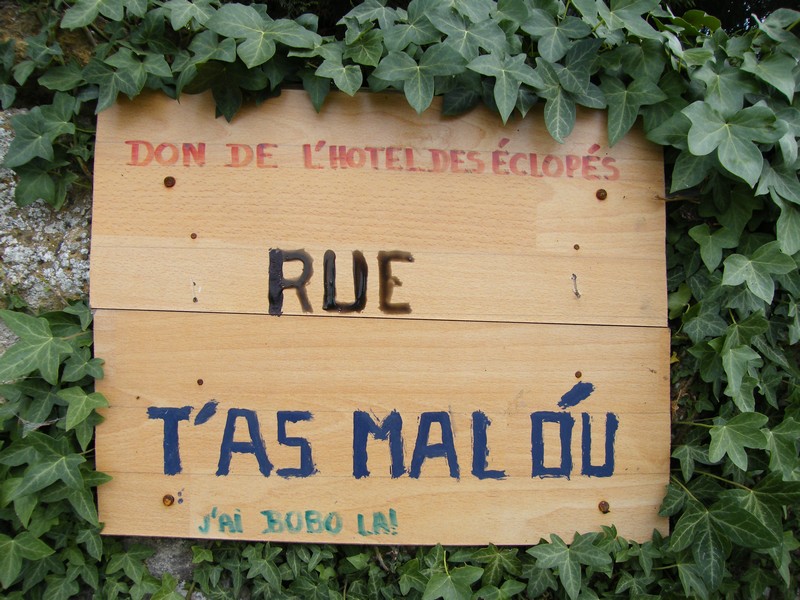 DON DE L'HOTEL DES ÉCLOPÉS
RUE
T'AS MAL OÚ
J'AI BOBO LA!